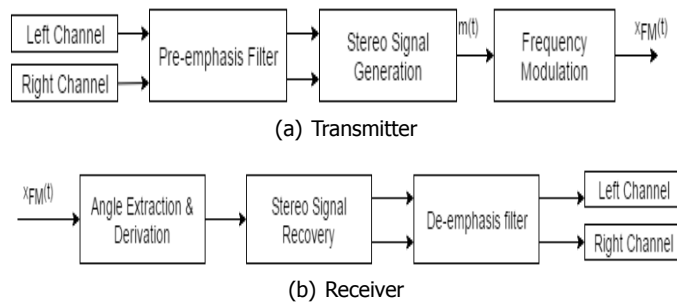 Left Channel
Right Channel
Pre-emphasis Filter
Stereo Signal
Generation
m(t)
Frequency
Modulation
xFM(t)
(a) Transmitter
xFM(t)
Angle Extraction &
Derivation
Stereo Signal
Recovery
De-emphasis filter
Left Channel
Right Channel
(b) Receiver